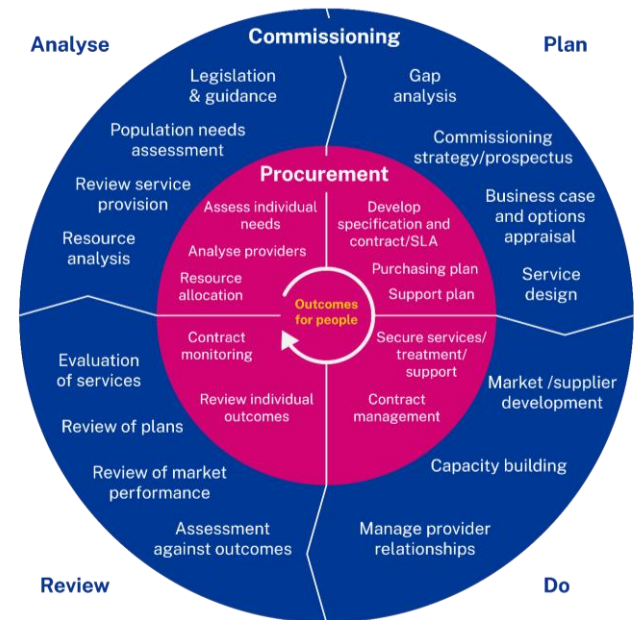 Analyse
Commissioning
Plan
Legislation
& guidance
Population needs
assessment
Review service
provision
Resource
analysis
Gap
analysis
Commissioning
strategy/prospectus
Business case
and options
appraisal
Service
design
Procurement
Assess individual
needs
Analyse providers
Resource
allocation
Develop
specification and
contract/SLA
Purchasing plan
Support plan
Outcomes
for people
Contract
monitoring
Review individual
outcomes
Secure services/
treatment/
support
Contract
management
Evaluation
of services
Review of plans
Review of market
performance
Assessment
against outcomes
Market /supplier
development
Capacity building
Manage provider
relationships
Review
Do